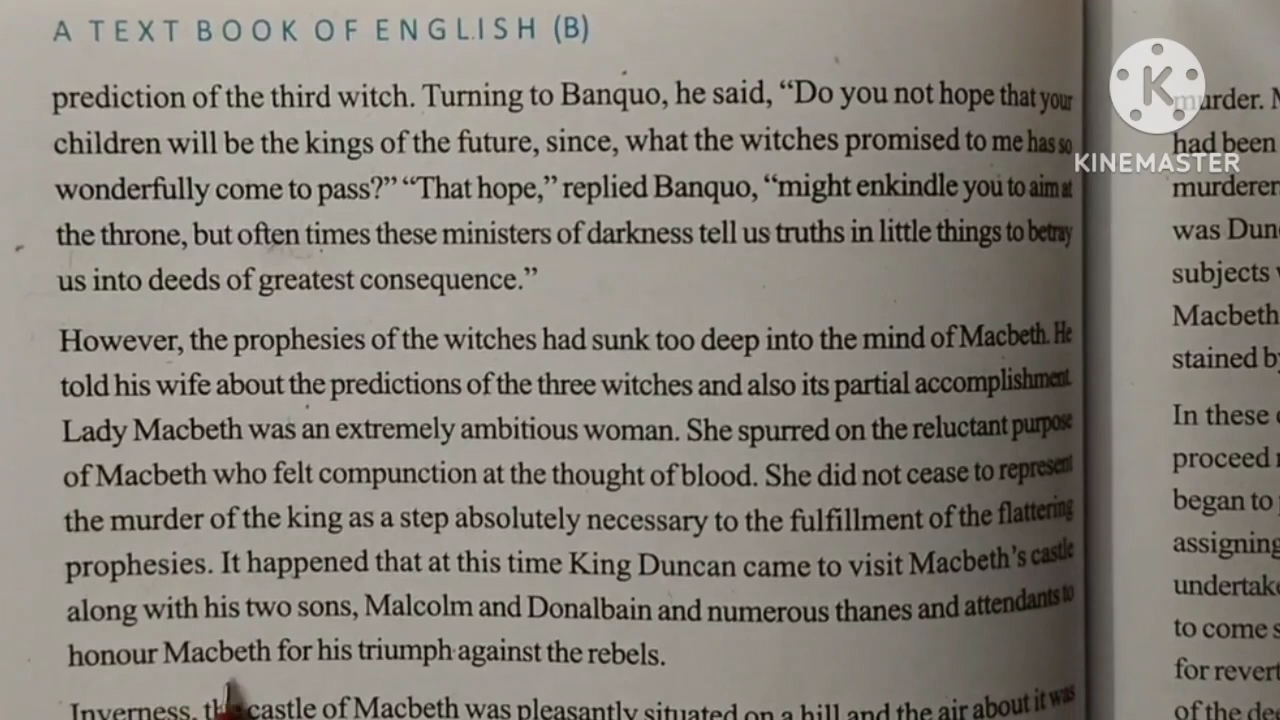 A TEXT BOOK OF ENGLISH (B)
prediction of the third witch. Turning to Banquo, he said, “Do you not hope that your
children will be the kings of the future, since, what the witches promised to me has so
wonderfully come to pass?” “That hope,” replied Banquo, “might enkindle you to aim at
the throne, but often times these ministers of darkness tell us truths in little things to betray
us into deeds of greatest consequence.”
However, the prophesies of the witches had sunk too deep into the mind of Macbeth. He
told his wife about the predictions of the three witches and also its partial accomplishment.
Lady Macbeth was an extremely ambitious woman. She spurred on the reluctant purpose
of Macbeth who felt compunction at the thought of blood. She did not cease to represent
the murder of the king as a step absolutely necessary to the fulfillment of the flattering
prophesies. It happened that at this time King Duncan came to visit Macbeth’s castle
along with his two sons, Malcolm and Donalbain and numerous thanes and attendants to
honour Macbeth for his triumph against the rebels.
Inverness, the castle of Macbeth was pleasantly situated on a hill and the air about it was
K
KINEMASTER
murder.
had been
was
subjects
Macbeth
stained
In these
proceed
began to
to come
for
of the